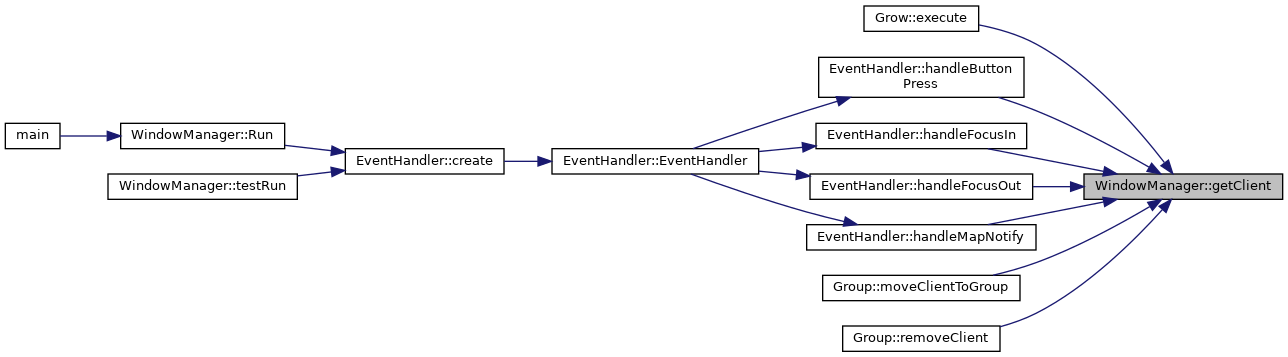 Grow::execute
EventHandler::handleButton
Press
EventHandler::handleFocusIn
main
WindowManager::Run
EventHandler::create
EventHandler::EventHandler
WindowManager::testRun
EventHandler::handleFocusOut
WindowManager::getClient
EventHandler::handleMapNotify
Group::moveClientToGroup
Group::removeClient